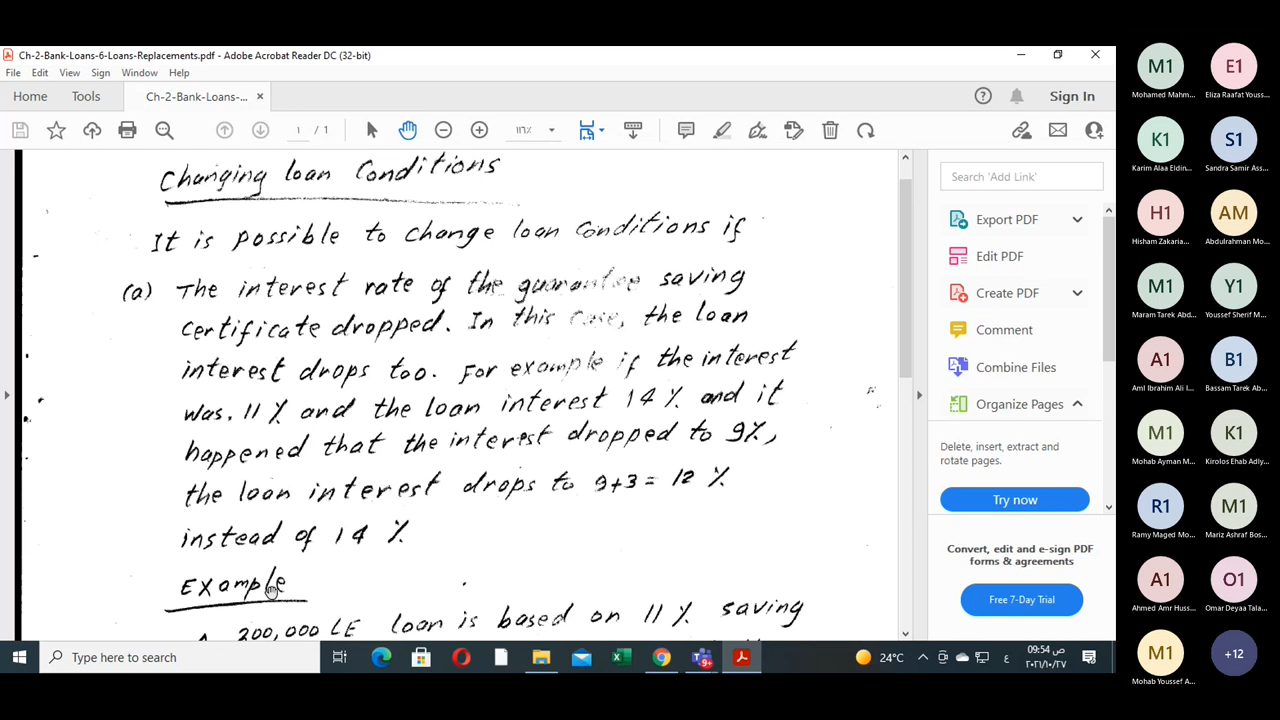 Ch-2-Bank-Loans-6-Loans-Replacements.pdf - Adobe Acrobat Reader DC (32-bit)
File Edit View Sign Window Help
Home Tools Ch-2-Bank-Loans-... × Sign In
١ / 1 ١١٦٪
Changing loan Conditions
It is possible to change loan conditions if
(a) The interest rate of the guarantee saving
certificate dropped. In this case, the loan
interest drops too. For example if the interest
was. 11 % and the loan interest 14 % and it
happened that the interest dropped to 9%,
the loan interest drops to 9+3 = 12 %
instead of 14 %
Example
200,000 LE loan is based on 11 % saving
Search 'Add Link'
Export PDF
Edit PDF
Create PDF
Comment
Combine Files
Organize Pages
Delete, insert, extract and
rotate pages.
Try now
Convert, edit and e-sign PDF
forms & agreements
Free 7-Day Trial
M1 E1
Mohamed Mahm... Eliza Raafat Youss...
K1 S1
Karim Alaa Eldin... Sandra Samir Ass...
H1 AM
Hisham Zakaria... Abdulrahman Mo...
M1 Y1
Maram Tarek Abd... Youssef Sherif M...
A1 B1
Aml Ibrahim Ali I... Bassam Tarek Ab...
M1 K1
Mohab Ayman M... Kirolos Ehab Adly...
R1 M1
Ramy Maged Mo... Mariz Ashraf Bos...
A1 O1
Ahmed Amr Huss... Omar Deyaa Tala...
M1 +12
Mohab Youssef A...
Type here to search 9+ 24°C ع 09:54 ص
٢٠٢١/١٠/٢٧